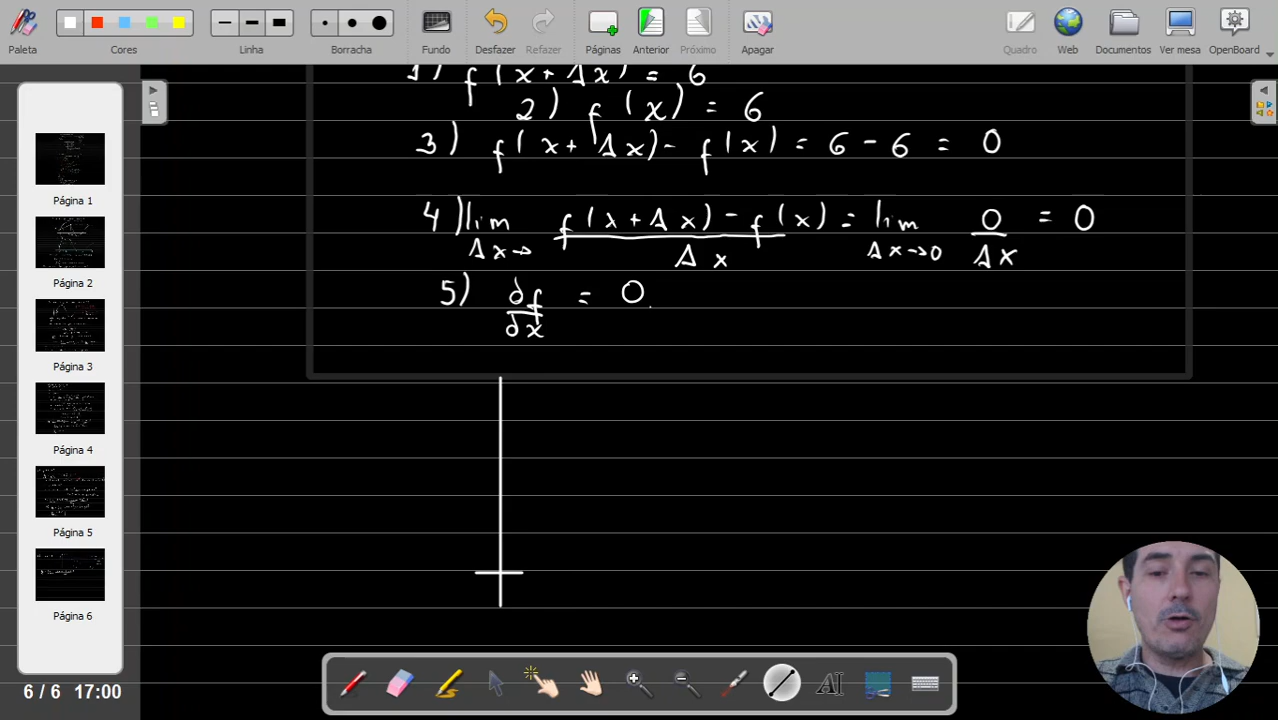 Paleta Cores Linha Borracha Fundo Desfazer Refazer Páginas Anterior Próximo Apagar Quadro Web Documentos Ver mesa OpenBoard
1) f(x+Δx) = 6
2) f(x) = 6
3) f(x+Δx)- f(x) = 6 - 6 = 0
4) lim Δx→ f(x+Δx) - f(x) / Δx = lim Δx→0 0/Δx = 0
5) df/dx = 0
Página 1
Página 2
Página 3
Página 4
Página 5
Página 6
6 / 6 17:00
AI